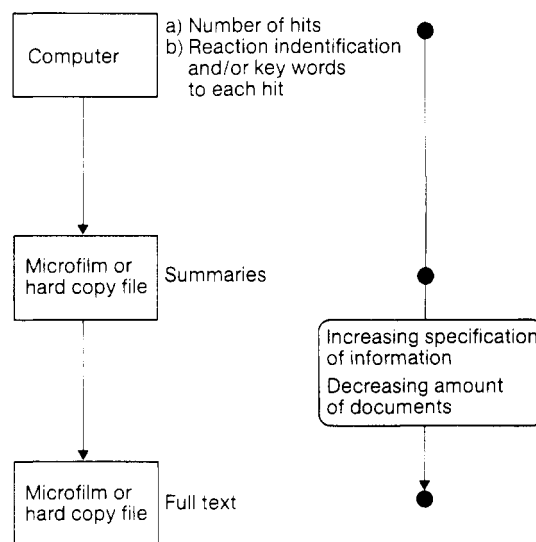 Computer
a) Number of hits
b) Reaction indentification
and/or key words
to each hit
Microfilm or
hard copy file
Summaries
Increasing specification
of information
Decreasing amount
of documents
Microfilm or
hard copy file
Full text